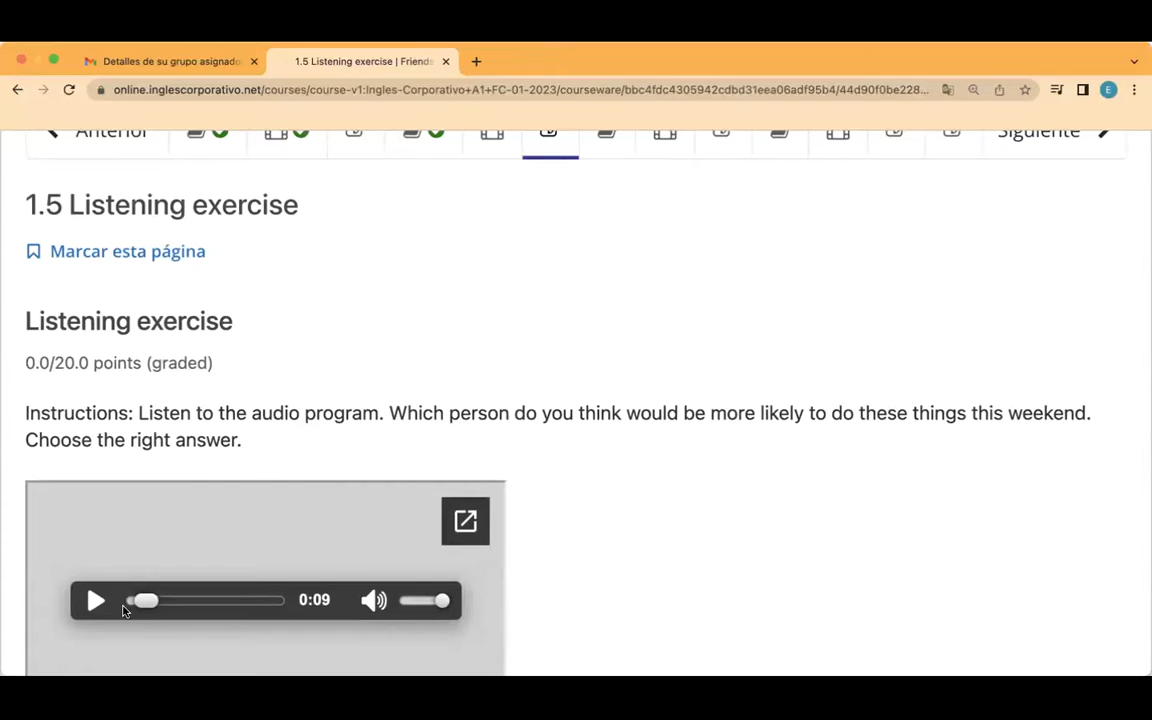 Detalles de su grupo asignado
1.5 Listening exercise | Friends
online.inglescorporativo.net/courses/course-v1:Ingles-Corporativo+A1+FC-01-2023/courseware/bbc4fdc4305942cdbd31eea06adf95b4/44d90f0be228...
E
Anterior
Siguiente
1.5 Listening exercise
Marcar esta página
Listening exercise
0.0/20.0 points (graded)
Instructions: Listen to the audio program. Which person do you think would be more likely to do these things this weekend.
Choose the right answer.
0:09